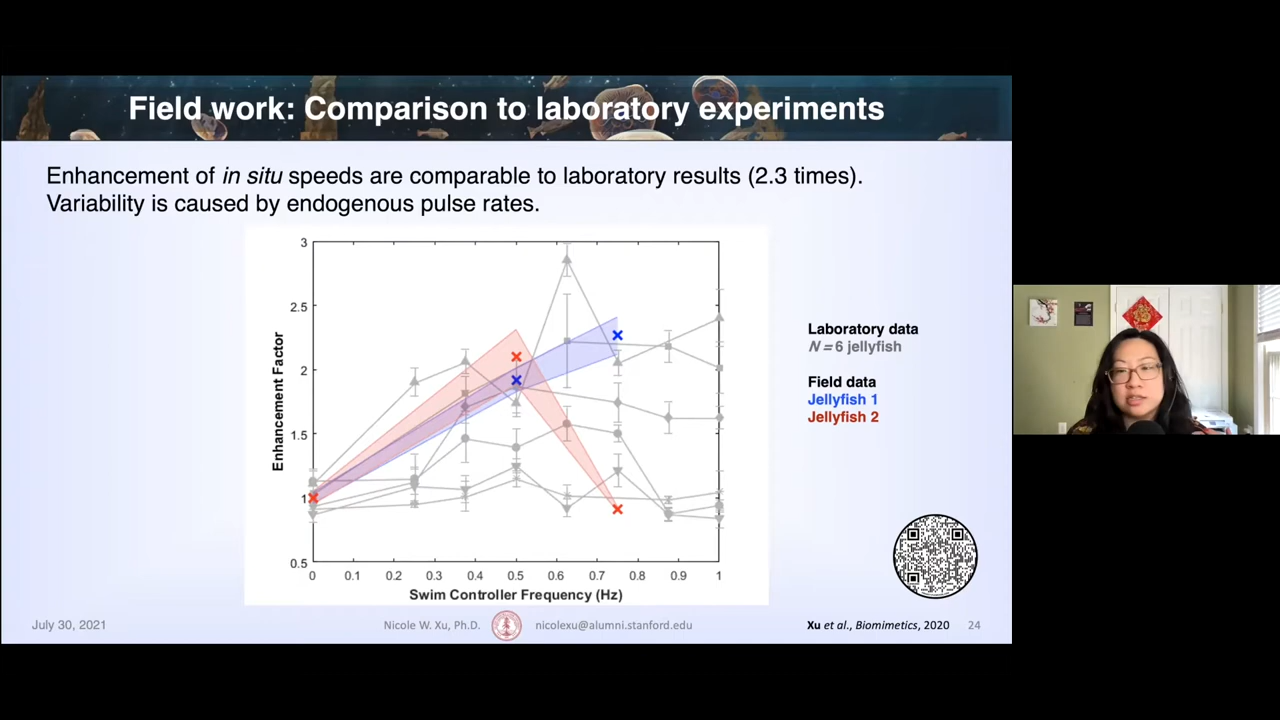 Field work: Comparison to laboratory experiments
Enhancement of in situ speeds are comparable to laboratory results (2.3 times).
Variability is caused by endogenous pulse rates.
3
2.5
2
1.5
1
0.5
Enhancement Factor
0 0.1 0.2 0.3 0.4 0.5 0.6 0.7 0.8 0.9 1
Swim Controller Frequency (Hz)
Laboratory data
N = 6 jellyfish
Field data
Jellyfish 1
Jellyfish 2
July 30, 2021
Nicole W. Xu, Ph.D.
nicolexu@alumni.stanford.edu
Xu et al., Biomimetics, 2020
24